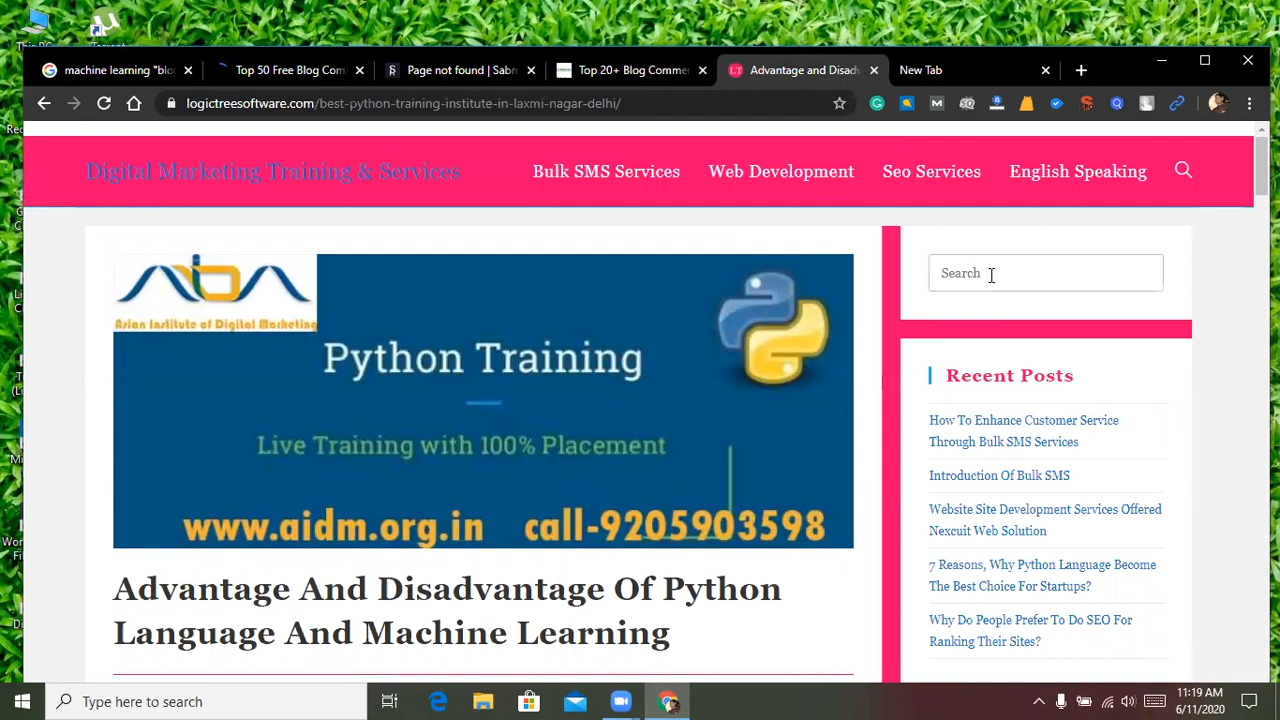 machine learning "blog
Top 50 Free Blog Comme
Page not found | Sabr
Top 20+ Blog Comme
LT
Advantage and Disadv
New Tab
logictreesoftware.com/best-python-training-institute-in-laxmi-nagar-delhi/
Digital Marketing Training & Services
Bulk SMS Services
Web Development
Seo Services
English Speaking
Asian Institute of Digital Marketing
Python Training
Live Training with 100% Placement
www.aidm.org.in call-9205903598
Advantage And Disadvantage Of Python
Language And Machine Learning
Search
Recent Posts
How To Enhance Customer Service
Through Bulk SMS Services
Introduction Of Bulk SMS
Website Site Development Services Offered
Nexcuit Web Solution
7 Reasons, Why Python Language Become
The Best Choice For Startups?
Why Do People Prefer To Do SEO For
Ranking Their Sites?
Type here to search
11:19 AM
6/11/2020